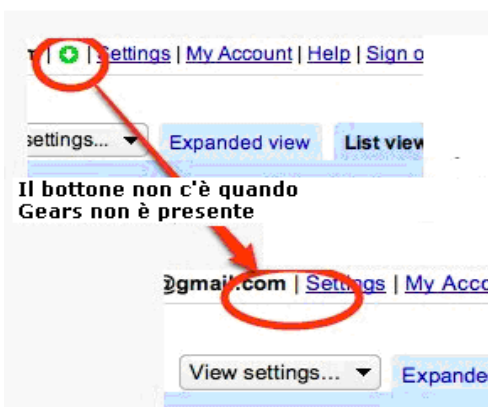 | Settings | My Account | Help | Sign o
settings... Expanded view List view
Il bottone non c'è quando
Gears non è presente
@gmail.com | Settings | My Acco
View settings... Expande